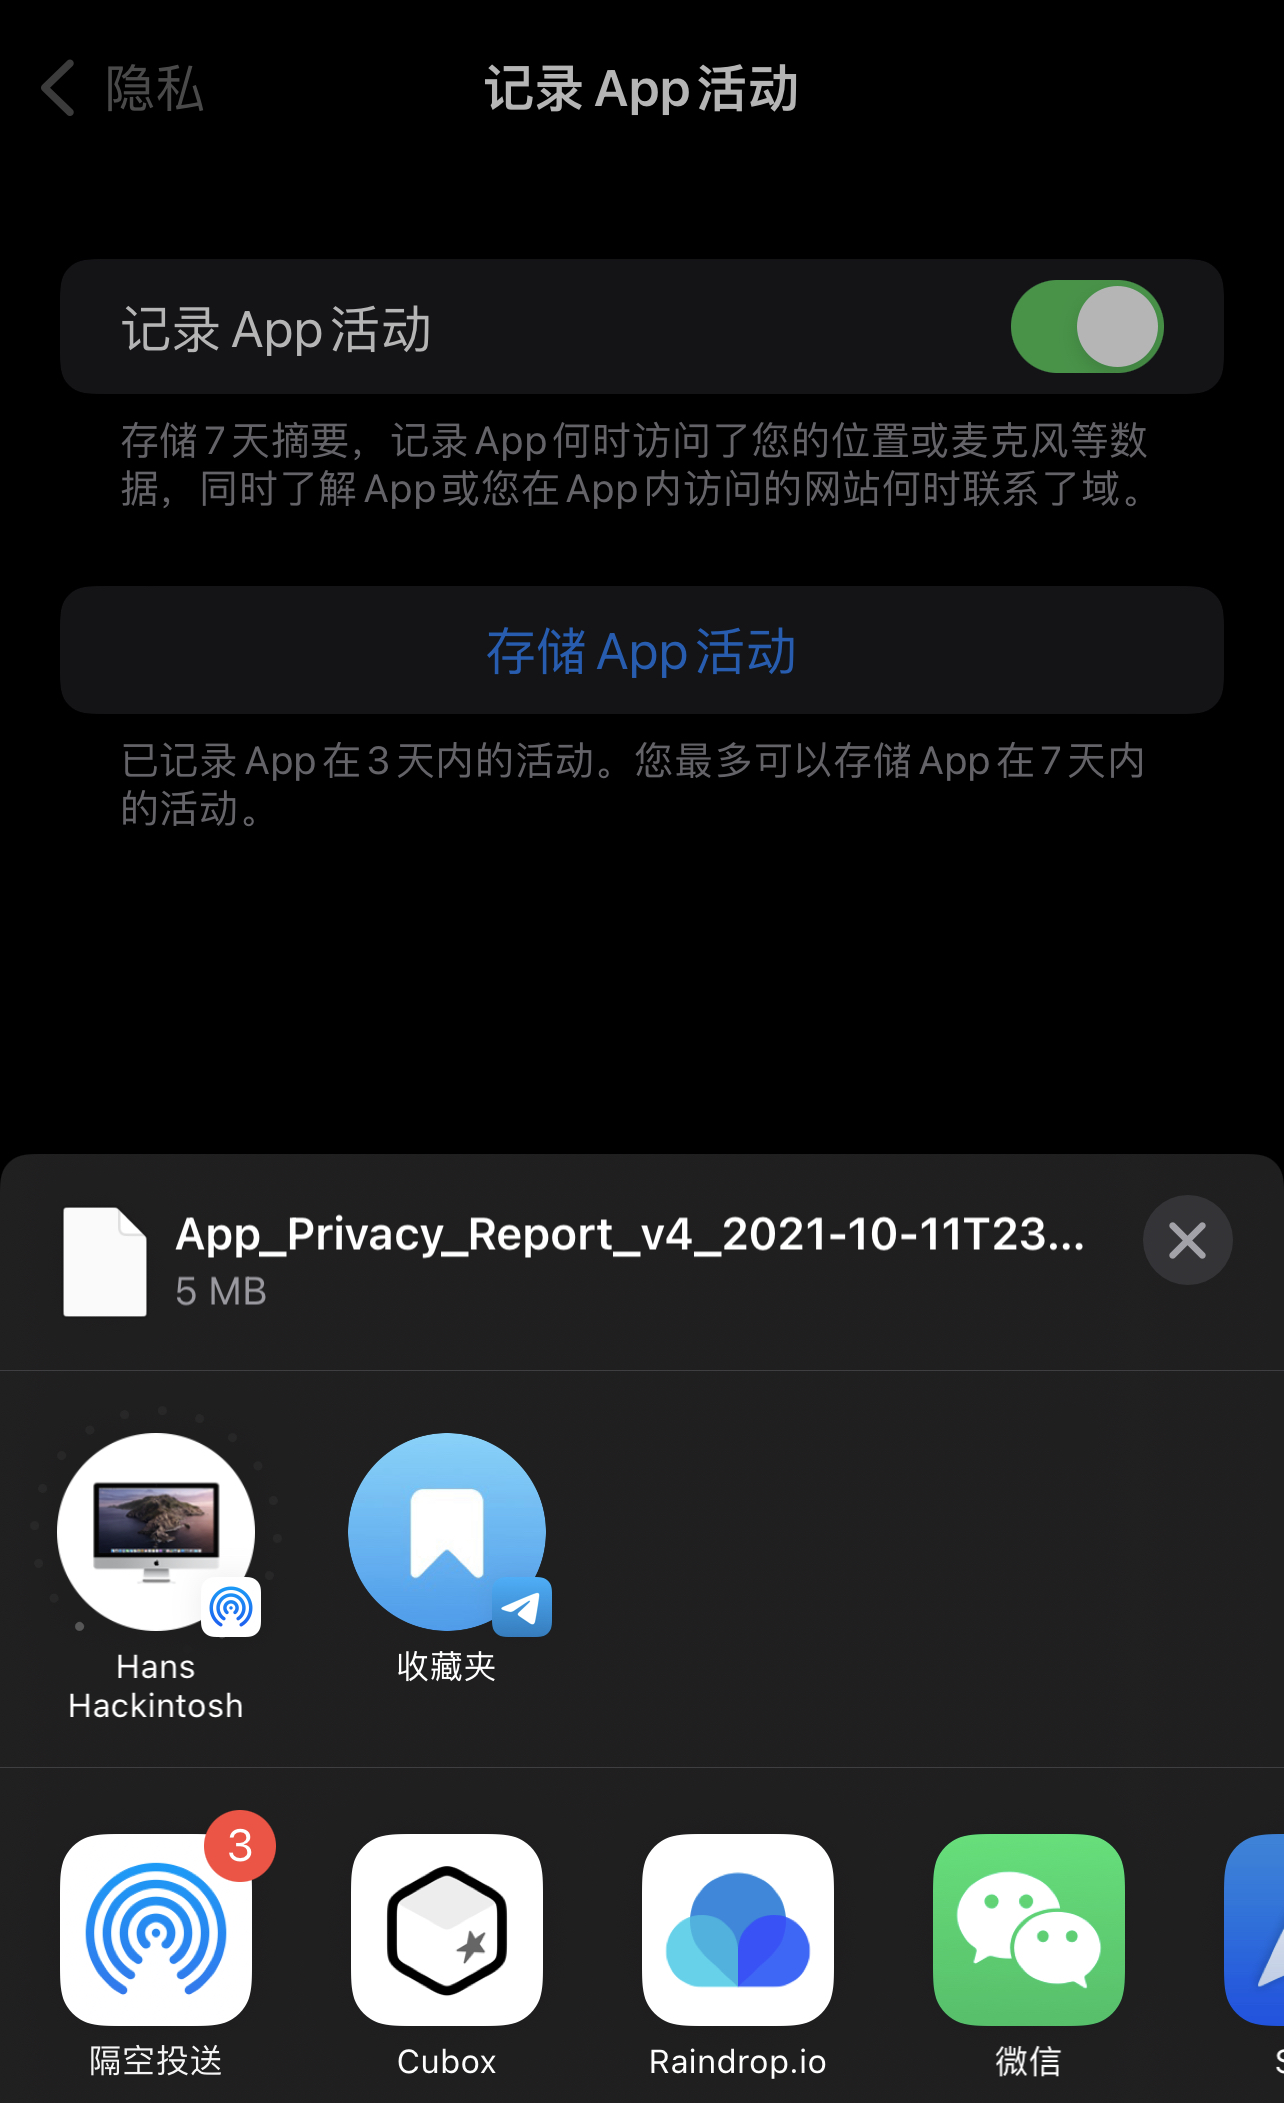 隐私
记录 App 活动
记录 App 活动
存储 7 天摘要，记录 App 何时访问了您的位置或麦克风等数
据，同时了解 App 或您在 App 内访问的网站何时联系了域。
存储 App 活动
已记录 App 在 3 天内的活动。您最多可以存储 App 在 7 天内
的活动。
App_Privacy_Report_v4_2021-10-11T23...
5 MB
Hans
Hackintosh
收藏夹
3
隔空投送
Cubox
Raindrop.io
微信